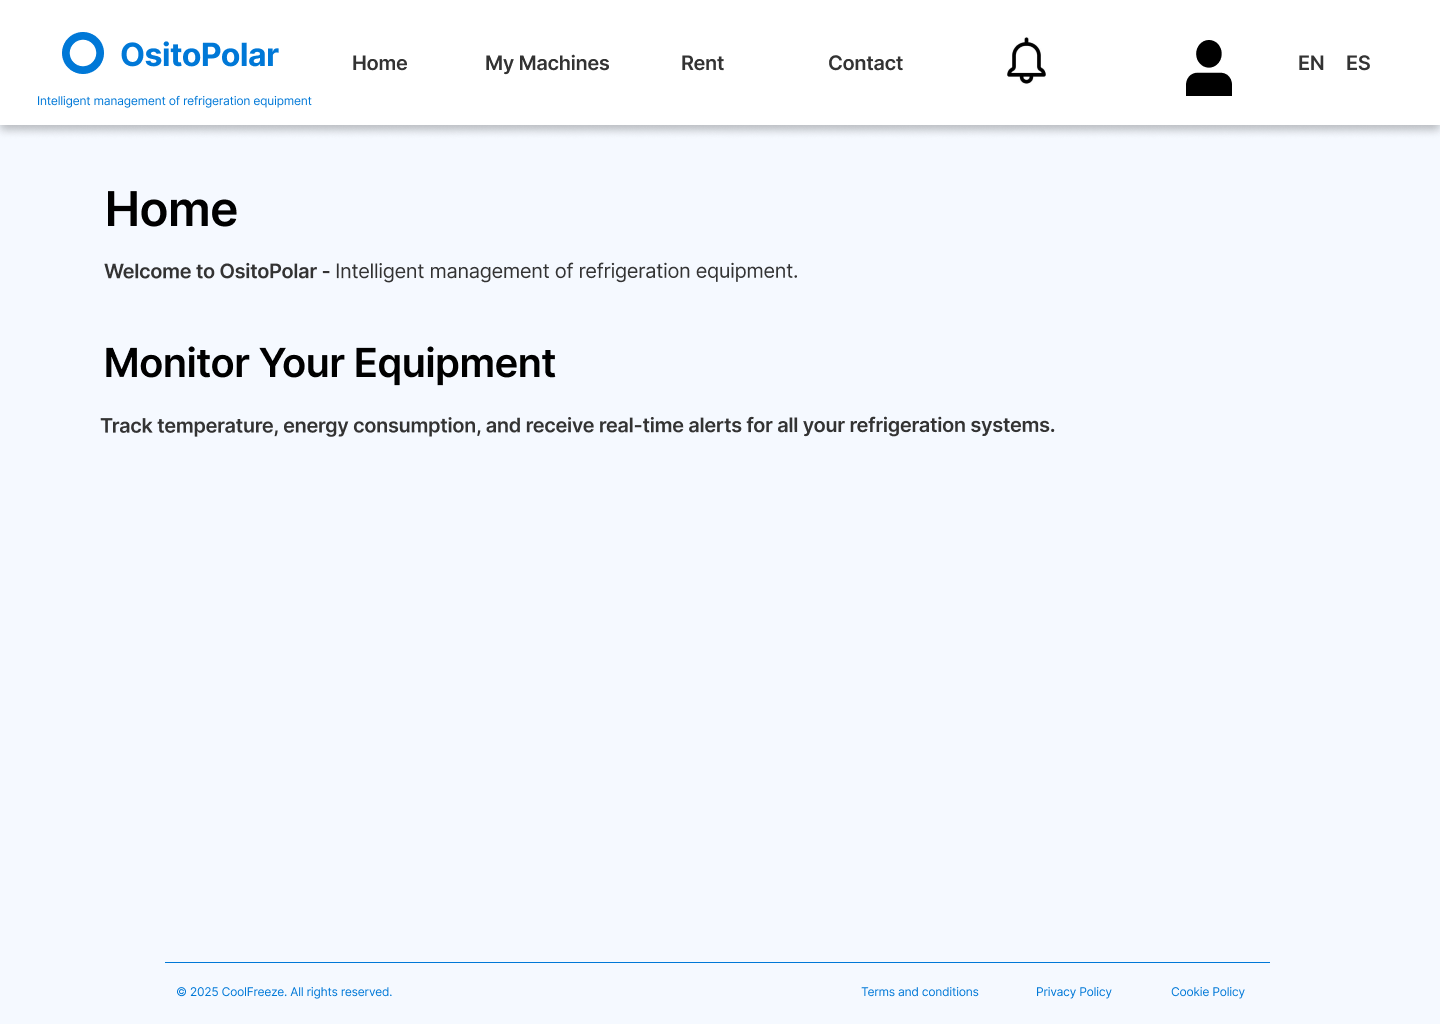 OsitoPolar
Intelligent management of refrigeration equipment
Home
My Machines
Rent
Contact
EN
ES
Home
Welcome to OsitoPolar - Intelligent management of refrigeration equipment.
Monitor Your Equipment
Track temperature, energy consumption, and receive real-time alerts for all your refrigeration systems.
© 2025 CoolFreeze. All rights reserved.
Terms and conditions
Privacy Policy
Cookie Policy